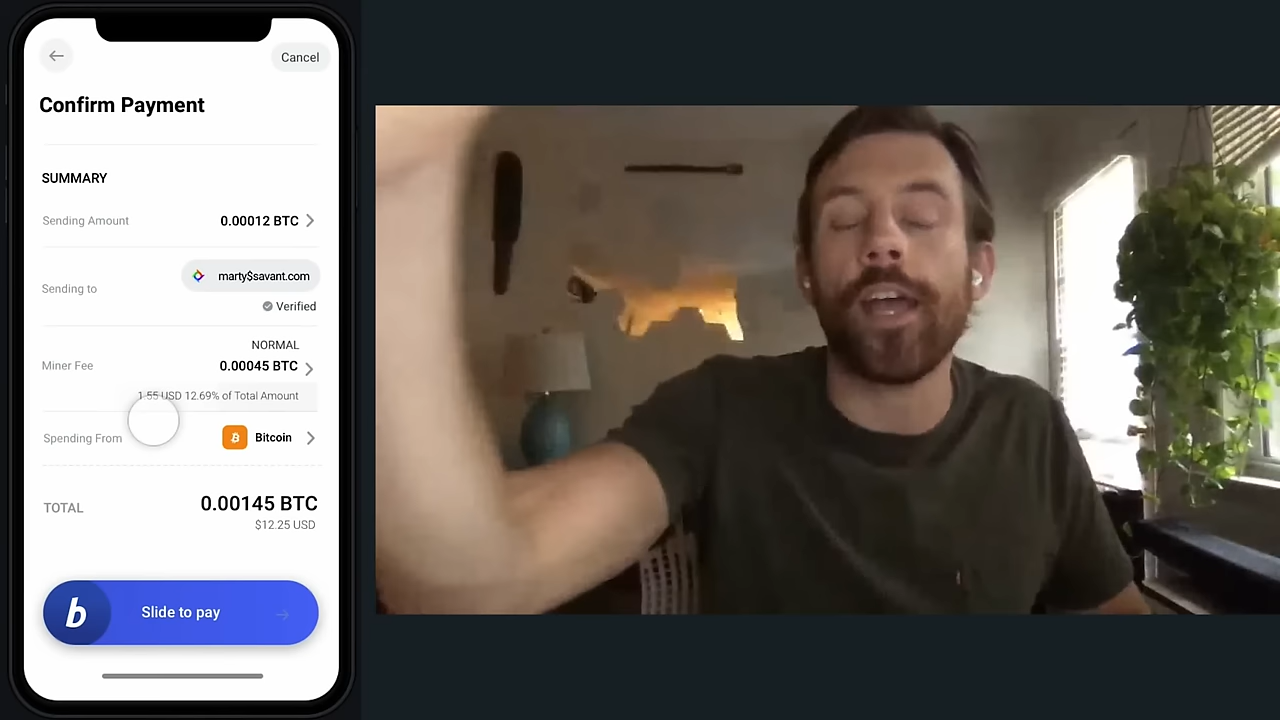 Cancel
Confirm Payment
SUMMARY
Sending Amount 0.00012 BTC
marty$savant.com
Sending to
Verified
NORMAL
Miner Fee 0.00045 BTC
1.55 USD 12.69% of Total Amount
Spending From Bitcoin
TOTAL 0.00145 BTC
$12.25 USD
b Slide to pay